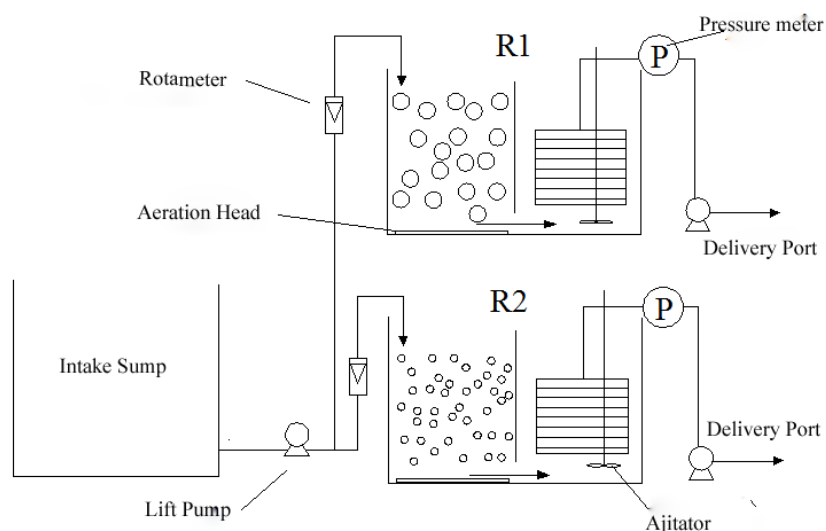 R1
Pressure meter
P
Rotameter
Aeration Head
Delivery Port
R2
P
Intake Sump
Delivery Port
Lift Pump
Ajitator